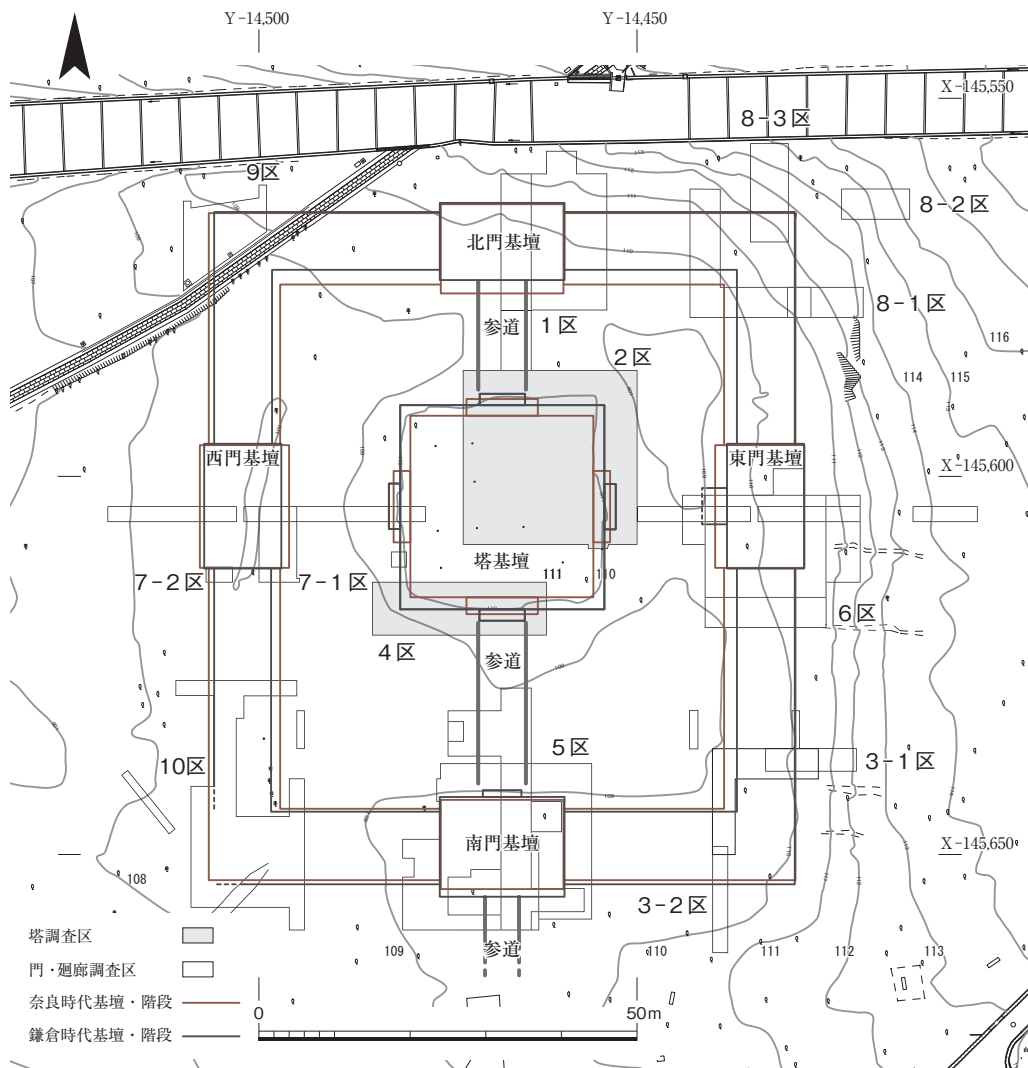 Y -14,500
Y -14,450
X -145,550
8-3区
9区
8-2区
北門基壇
8-1区
参道
1区
116
2区
114
115
西門基壇
東門基壇
X -145,600
塔基壇
111
110
7-2区
7-1区
6区
4区
参道
5区
10区
3-1区
南門基壇
X -145,650
108
3-2区
109
参道
110
111
112
113
塔調査区
門・廻廊調査区
奈良時代基壇・階段
鎌倉時代基壇・階段
0
50m